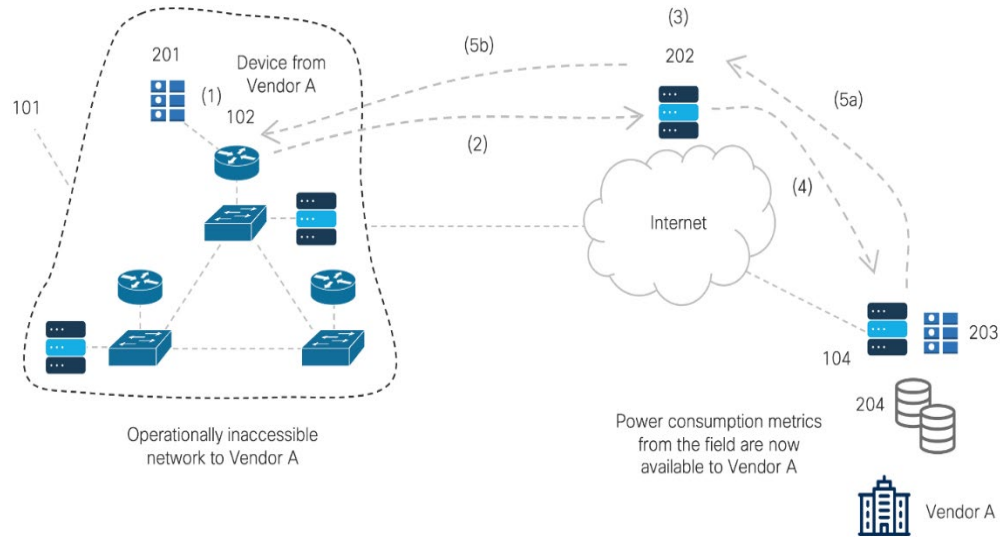 (3)
201
(5b)
202
Device from
Vendor A
(1)
(5a)
101
102
(2)
(4)
Internet
203
104
204
Operationally inaccessible
network to Vendor A
Power consumption metrics
from the field are now
available to Vendor A
Vendor A